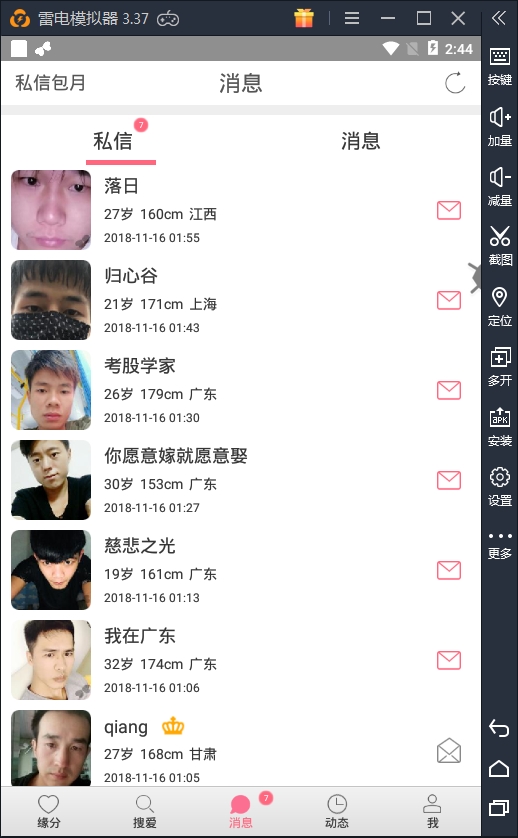 雷电模拟器 3.37
2:44
私信包月
消息
私信
7
消息
落日
27岁 160cm 江西
2018-11-16 01:55
归心谷
21岁 171cm 上海
2018-11-16 01:43
考股学家
26岁 179cm 广东
2018-11-16 01:30
你愿意嫁就愿意娶
30岁 153cm 广东
2018-11-16 01:27
慈悲之光
19岁 161cm 广东
2018-11-16 01:13
我在广东
32岁 174cm 广东
2018-11-16 01:06
qiang
27岁 168cm 甘肃
2018-11-16 01:05
缘分
搜爱
消息
7
动态
我
按键
加量
减量
截图
定位
多开
APK
安装
设置
更多